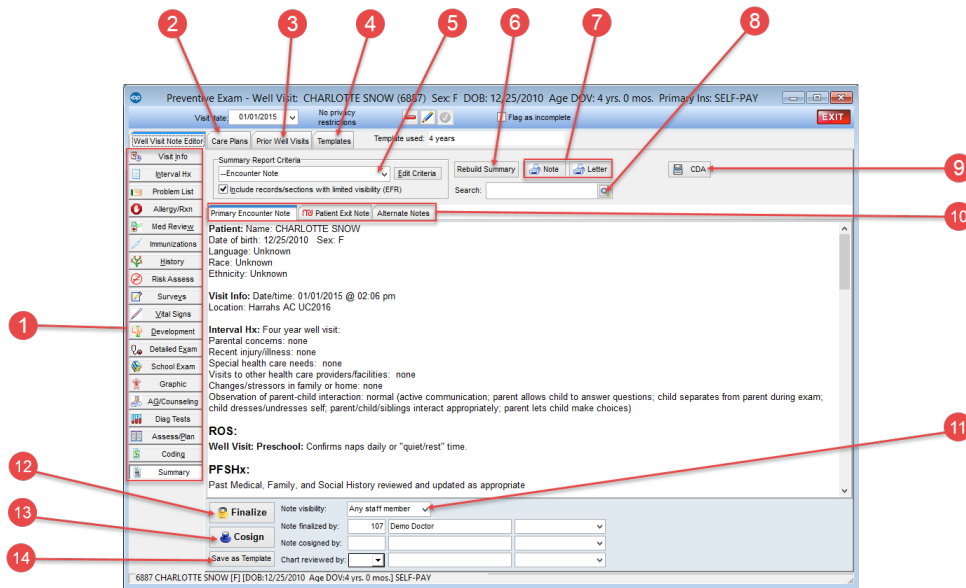 2
3
4
5
6
7
8
Preventive Exam - Well Visit: CHARLOTTE SNOW (6887) Sex: F DOB: 12/25/2010 Age DOV: 4 yrs. 0 mos. Primary Ins: SELF-PAY
Visit date: 01/01/2015 No privacy restrictions Flag as incomplete EXIT
Well Visit Note Editor Care Plans Prior Well Visits Templates Template used: 4 years
Visit Info
Interval Hx
Problem List
Allergy/Rxn
Med Review
Immunizations
History
Risk Assess
Surveys
Vital Signs
Development
Detailed Exam
School Exam
Graphic
AG/Counseling
Diag Tests
Assess/Plan
Coding
Summary
1
Summary Report Criteria
--Encounter Note Edit Criteria
Include records/sections with limited visibility (EFR)
Rebuild Summary Note Letter CDA
Search:
9
10
Primary Encounter Note Patient Exit Note Alternate Notes
Patient: Name: CHARLOTTE SNOW
Date of birth: 12/25/2010 Sex: F
Language: Unknown
Race: Unknown
Ethnicity: Unknown
Visit Info: Date/time: 01/01/2015 @ 02:06 pm
Location: Harrahs AC UC2016
Interval Hx: Four year well visit:
Parental concerns: none
Recent injury/illness: none
Special health care needs: none
Visits to other health care providers/facilities: none
Changes/stressors in family or home: none
Observation of parent-child interaction: normal (active communication; parent allows child to answer questions; child separates from parent during exam;
child dresses/undresses self; parent/child/siblings interact appropriately; parent lets child make choices)
ROS:
Well Visit: Preschool: Confirms naps daily or "quiet/rest" time.
PFSHx:
Past Medical, Family, and Social History reviewed and updated as appropriate
11
12
13
14
Finalize Note visibility: Any staff member
Note finalized by: 107 Demo Doctor
Cosign Note cosigned by:
Save as Template Chart reviewed by:
6887 CHARLOTTE SNOW [F] [DOB:12/25/2010 Age DOV:4 yrs. 0 mos.] SELF-PAY